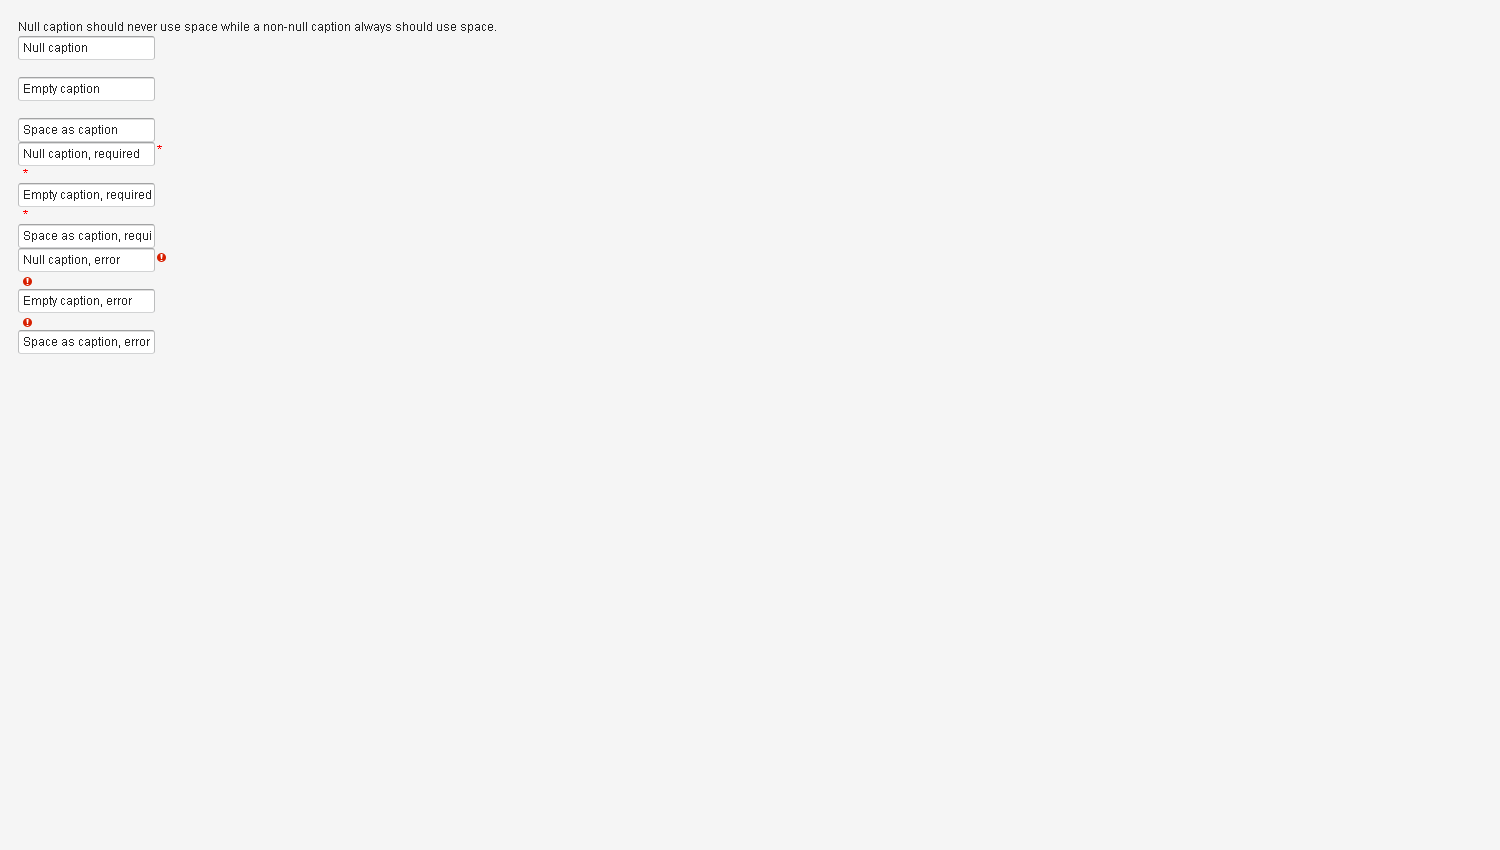 Null caption should never use space while a non-null caption always should use space.
Null caption
Empty caption
Space as caption
Null caption, required *
*
Empty caption, required
*
Space as caption, requi
Null caption, error
Empty caption, error
Space as caption, error